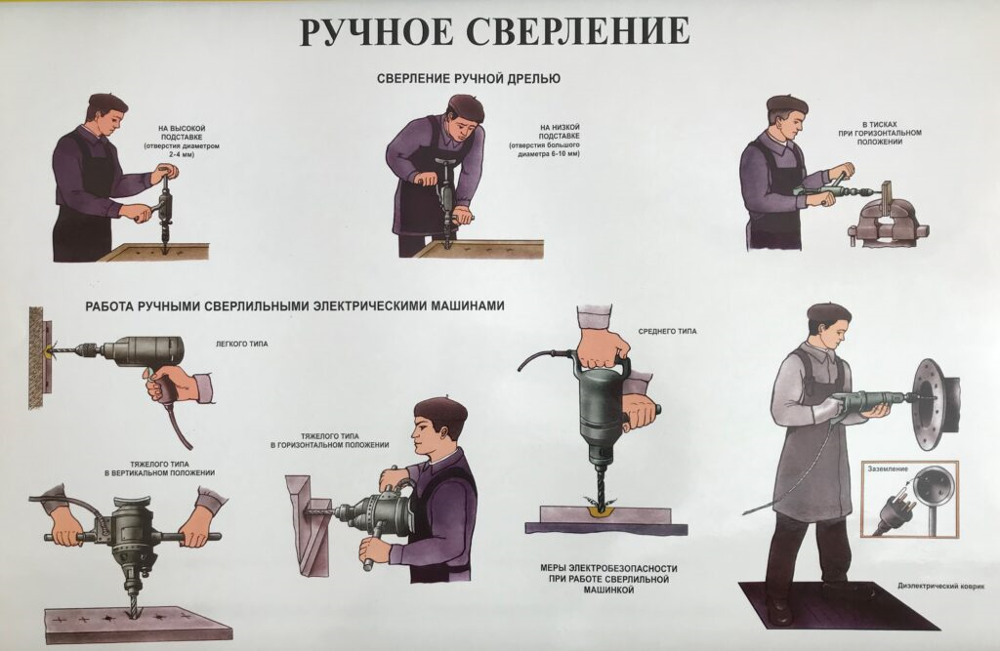 РУЧНОЕ СВЕРЛЕНИЕ
СВЕРЛЕНИЕ РУЧНОЙ ДРЕЛЬЮ
НА ВЫСОКОЙ
ПОДСТАВКЕ
(отверстия диаметром
2-4 мм)
НА НИЗКОЙ
ПОДСТАВКЕ
(отверстия большого
диаметра 6-10 мм)
В ТИСКАХ
ПРИ ГОРИЗОНТАЛЬНОМ
ПОЛОЖЕНИИ
РАБОТА РУЧНЫМИ СВЕРЛИЛЬНЫМИ ЭЛЕКТРИЧЕСКИМИ МАШИНАМИ
ЛЕГКОГО ТИПА
СРЕДНЕГО ТИПА
ТЯЖЕЛОГО ТИПА
В ГОРИЗОНТАЛЬНОМ ПОЛОЖЕНИИ
ТЯЖЕЛОГО ТИПА
В ВЕРТИКАЛЬНОМ ПОЛОЖЕНИИ
Заземление
МЕРЫ ЭЛЕКТРОБЕЗОПАСНОСТИ
ПРИ РАБОТЕ СВЕРЛИЛЬНОЙ
МАШИНКОЙ
Диэлектрический коврик